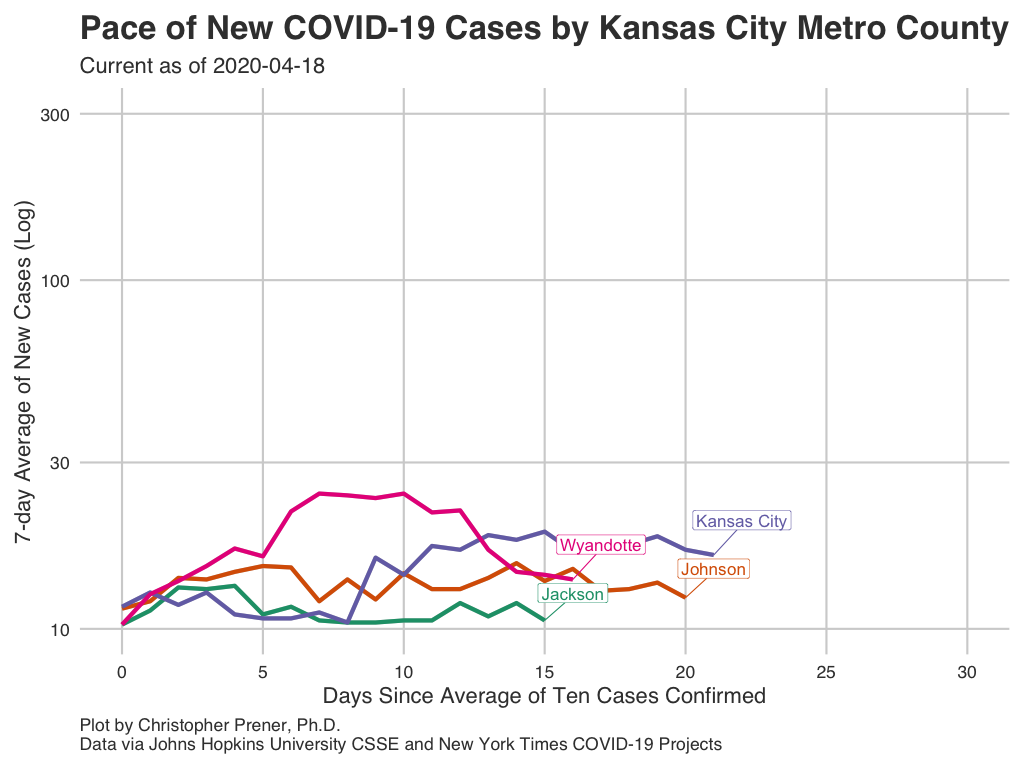 Pace of New COVID-19 Cases by Kansas City Metro County
Current as of 2020-04-18
7-day Average of New Cases (Log)
300
100
30
10
Kansas City
Wyandotte
Johnson
Jackson
0 5 10 15 20 25 30
Days Since Average of Ten Cases Confirmed
Plot by Christopher Prener, Ph.D.
Data via Johns Hopkins University CSSE and New York Times COVID-19 Projects